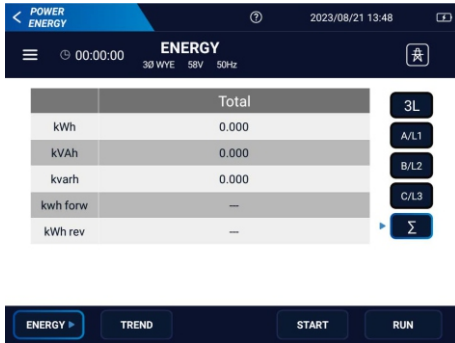 POWER
ENERGY
2023/08/21 13:48
00:00:00
ENERGY
3Ø WYE 58V 50Hz
Total
kWh 0.000
kVAh 0.000
kvarh 0.000
kwh forw —
kWh rev —
3L
A/L1
B/L2
C/L3
Σ
ENERGY
TREND
START
RUN